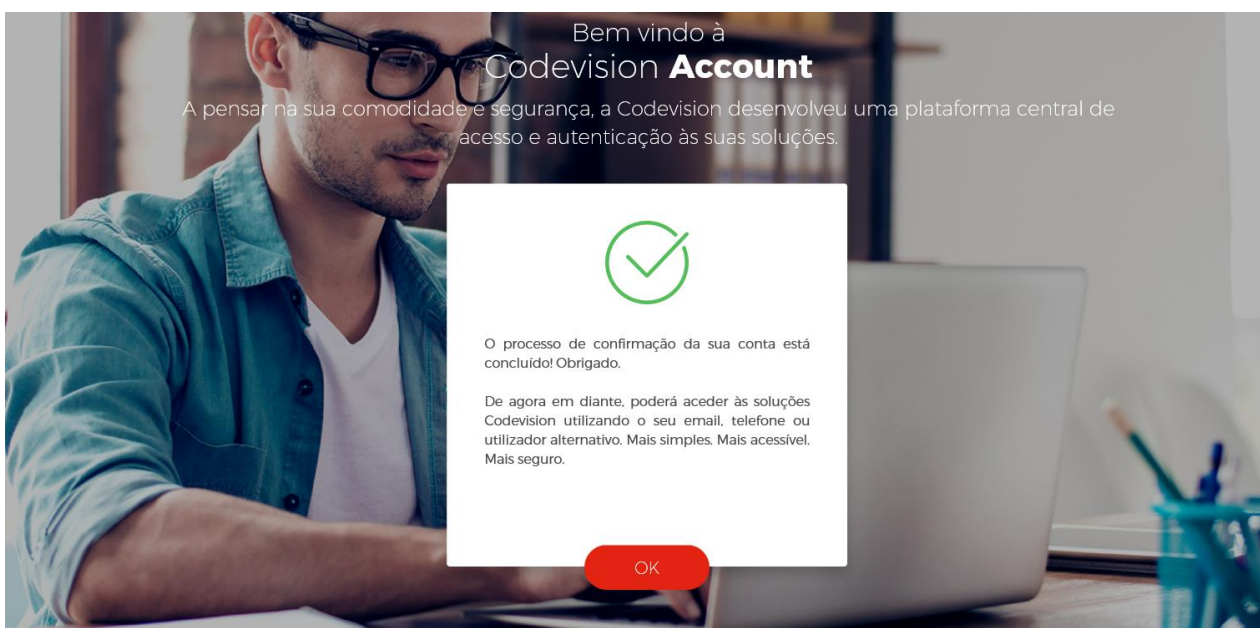 Bem vindo à
Codevision Account
A pensar na sua comodidade e segurança, a Codevision desenvolveu uma plataforma central de
acesso e autenticação às suas soluções.
O processo de confirmação da sua conta está
concluído! Obrigado.
De agora em diante, poderá aceder às soluções
Codevision utilizando o seu email, telefone ou
utilizador alternativo. Mais simples. Mais acessível.
Mais seguro.
OK